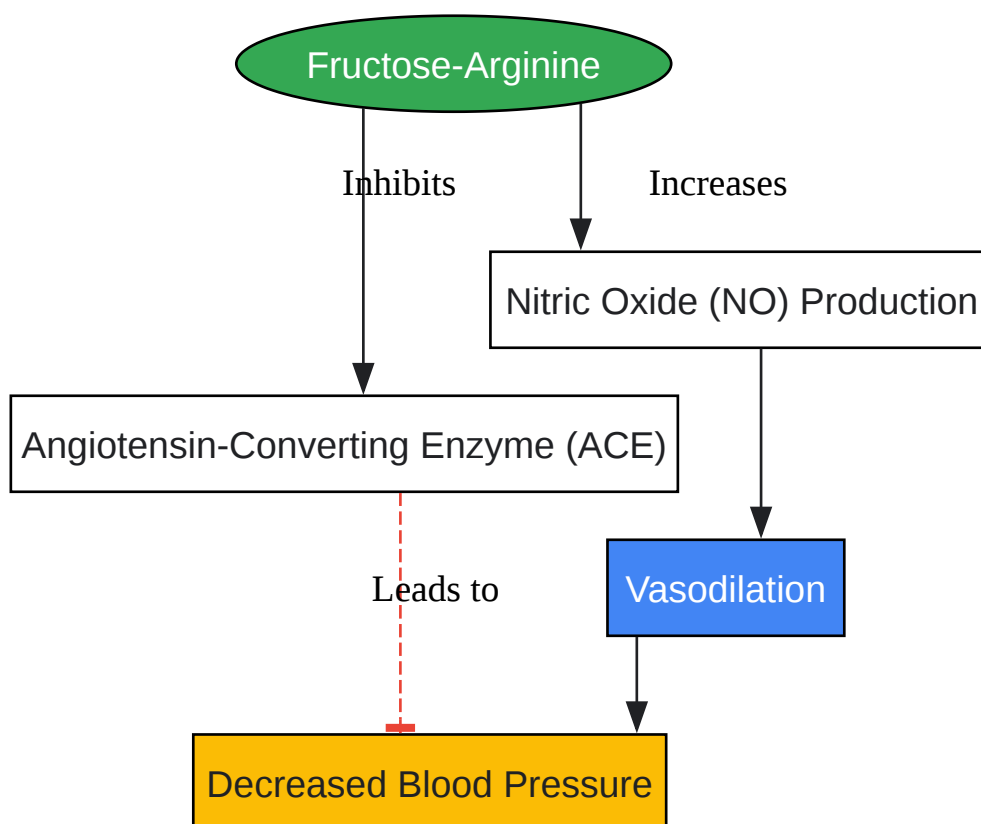 Fructose-Arginine
Inhibits
Increases
Nitric Oxide (NO) Production
Angiotensin-Converting Enzyme (ACE)
Leads to
Vasodilation
Decreased Blood Pressure